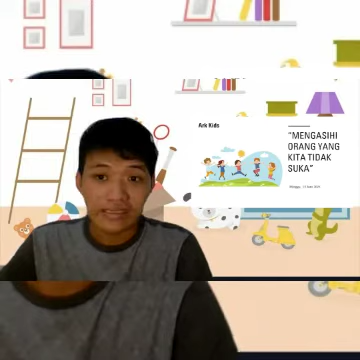 Ark Kids
"MENGASIHI
ORANG YANG
KITA TIDAK
SUKA"